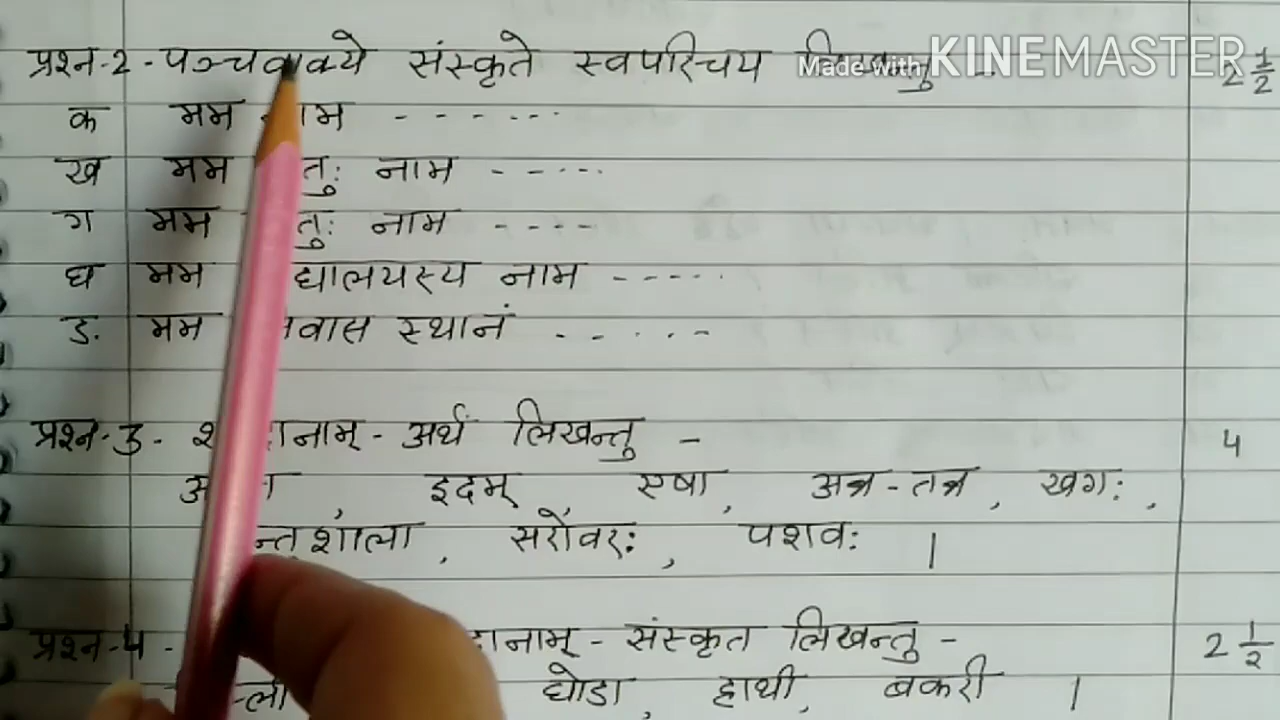 प्रश्न-2- पञ्चवाक्ये संस्कृते स्वपरिचय लिखन्तु - 2 1/2
Made with KINEMASTER
क मम नाम - - - - - -
ख मम तुः नाम - - - - -
ग मम तुः नाम - - - -
घ मम द्यालयस्य नाम - - - - -
ङ. मम वास स्थानं - - - - -
प्रश्न-3- नाम् - अर्थ लिखन्तु - 4
इदम् एषा, अत्र-तत्र, खगः,
शाला, सरोवरः, पशवः ।
प्रश्न-4 - नाम् - संस्कृत लिखन्तु - 2 1/2
घोडा, हाथी, बकरी ।